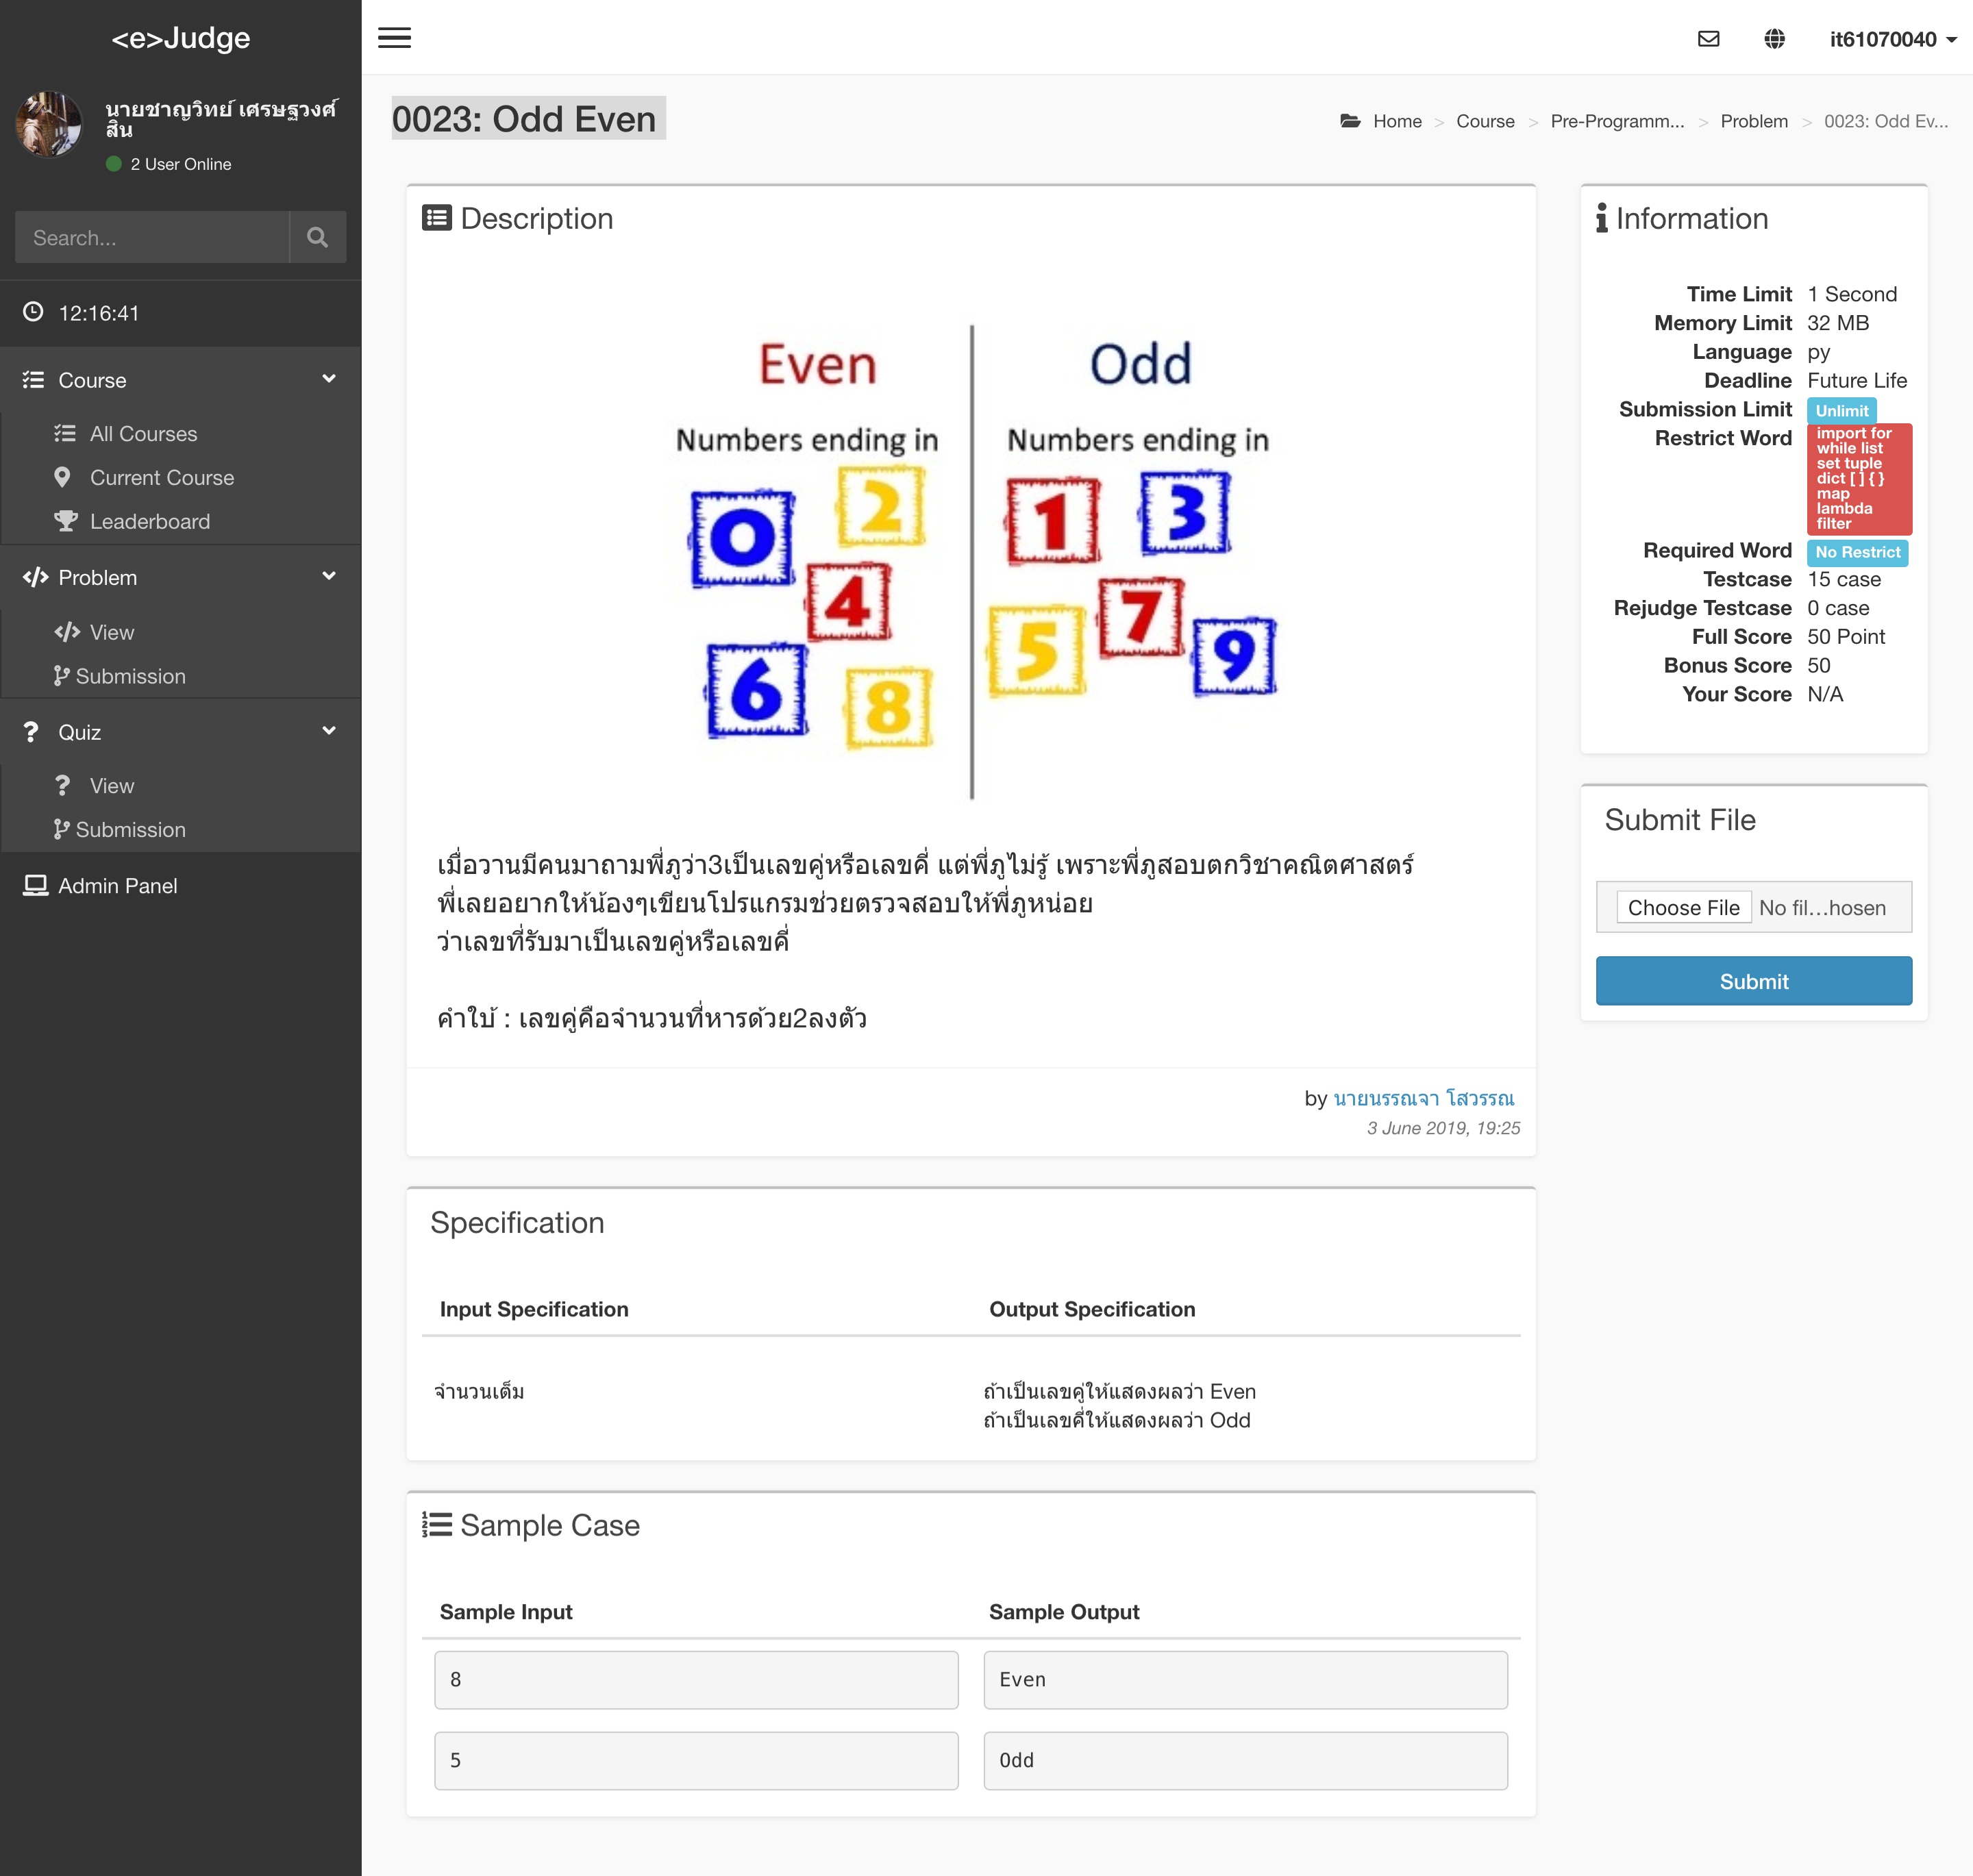 <e>Judge
it61070040
นายชาญวิทย์ เศรษฐวงศ์
สิน
2 User Online
Search...
12:16:41
Course
All Courses
Current Course
Leaderboard
Problem
View
Submission
Quiz
View
Submission
Admin Panel
0023: Odd Even
Home > Course > Pre-Programm... > Problem > 0023: Odd Ev...
Description
Even
Numbers ending in
0
2
4
6
8
Odd
Numbers ending in
1
3
5
7
9
เมื่อวานมีคนมาถามพี่ภูว่า3เป็นเลขคู่หรือเลขคี่ แต่พี่ภูไม่รู้ เพราะพี่ภูสอบตกวิชาคณิตศาสตร์
พี่เลยอยากให้น้องๆเขียนโปรแกรมช่วยตรวจสอบให้พี่ภูหน่อย
ว่าเลขที่รับมาเป็นเลขคู่หรือเลขคี่
คำใบ้ : เลขคู่คือจำนวนที่หารด้วย2ลงตัว
by นายนรรณจา โสวรรณ
3 June 2019, 19:25
Specification
Input Specification Output Specification
จำนวนเต็ม ถ้าเป็นเลขคู่ให้แสดงผลว่า Even
ถ้าเป็นเลขคี่ให้แสดงผลว่า Odd
Sample Case
Sample Input Sample Output
8 Even
5 Odd
Information
Time Limit 1 Second
Memory Limit 32 MB
Language py
Deadline Future Life
Submission Limit Unlimit
Restrict Word import for
while list
set tuple
dict [ ] { }
map
lambda
filter
Required Word No Restrict
Testcase 15 case
Rejudge Testcase 0 case
Full Score 50 Point
Bonus Score 50
Your Score N/A
Submit File
Choose File No fil...hosen
Submit